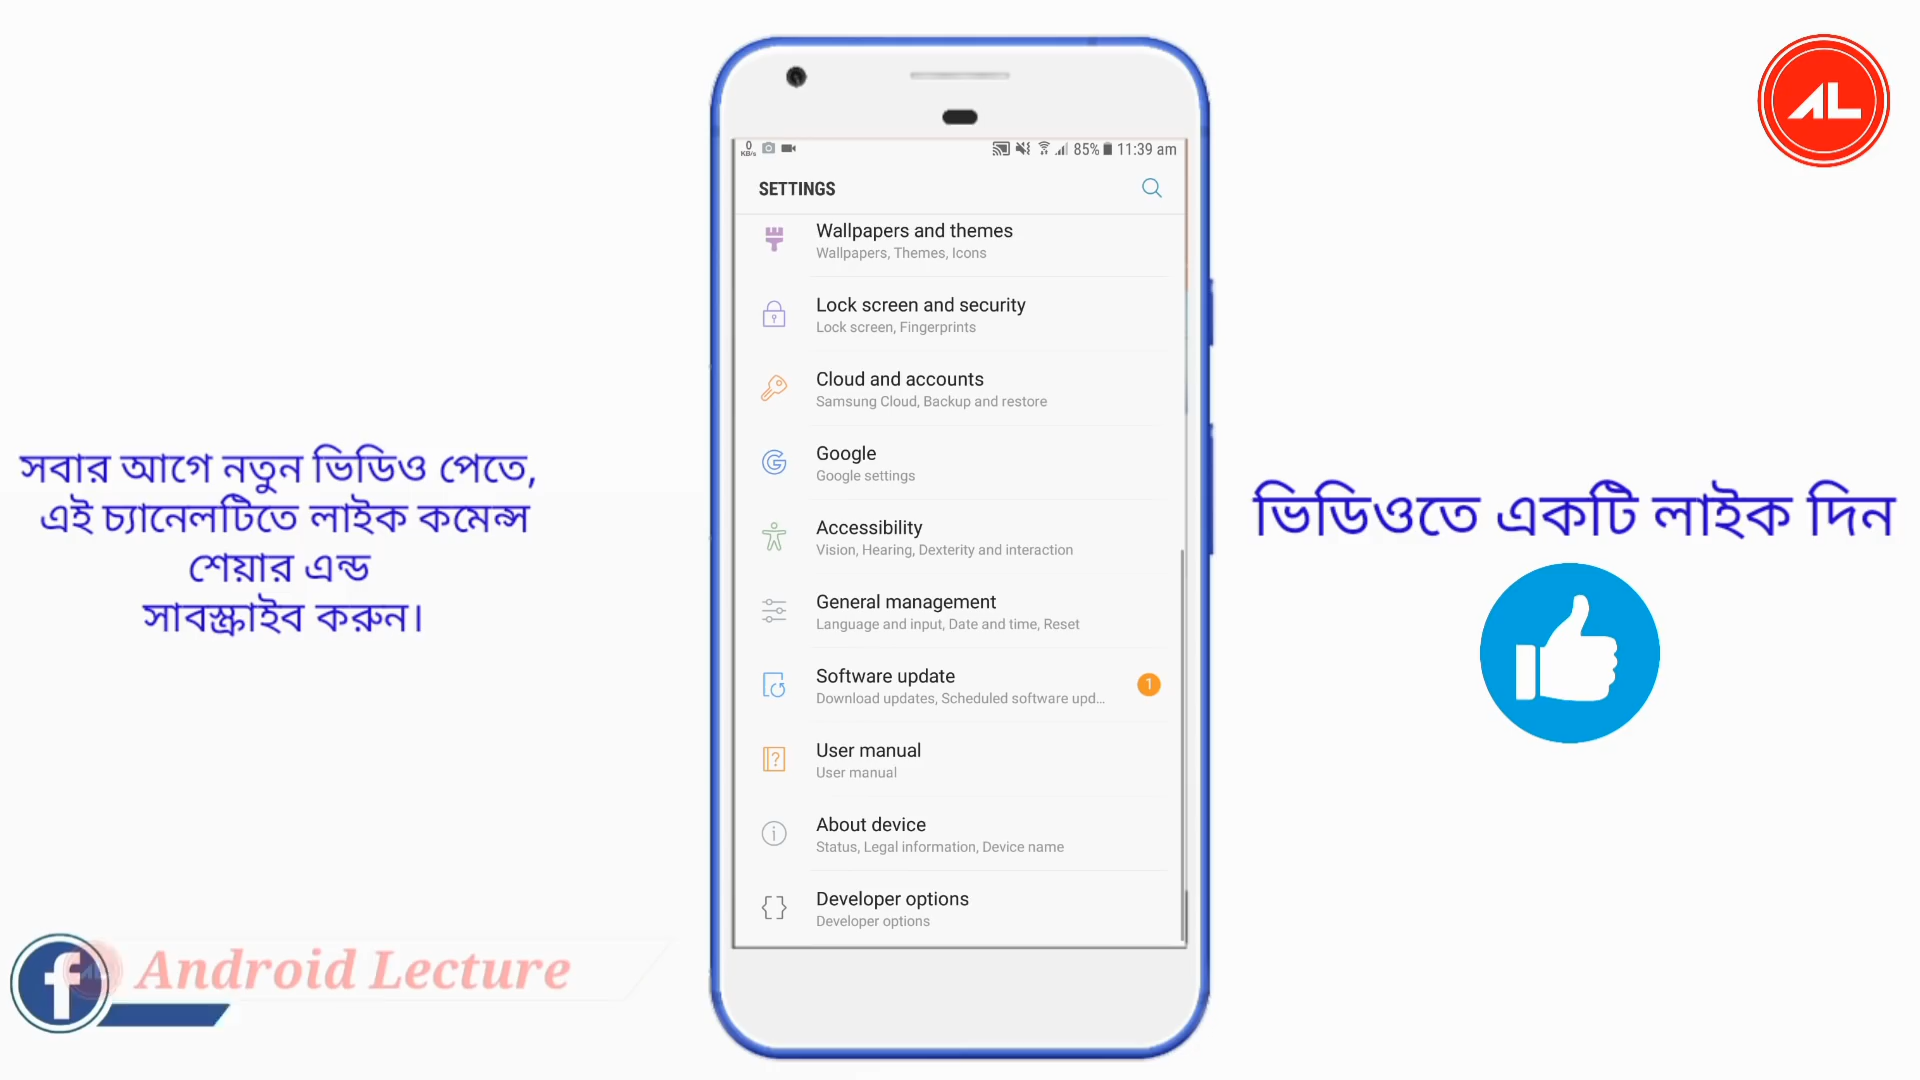 AL
0
KB/s
85% 11:39 am
SETTINGS
Wallpapers and themes
Wallpapers, Themes, Icons
Lock screen and security
Lock screen, Fingerprints
Cloud and accounts
Samsung Cloud, Backup and restore
Google
Google settings
Accessibility
Vision, Hearing, Dexterity and interaction
General management
Language and input, Date and time, Reset
Software update
1
Download updates, Scheduled software upd...
User manual
User manual
About device
Status, Legal information, Device name
Developer options
Developer options
সবার আগে নতুন ভিডিও পেতে,
এই চ্যানেলটিতে লাইক কমেন্স
শেয়ার এন্ড
সাবস্ক্রাইব করুন।
ভিডিওতে একটি লাইক দিন
f Android Lecture